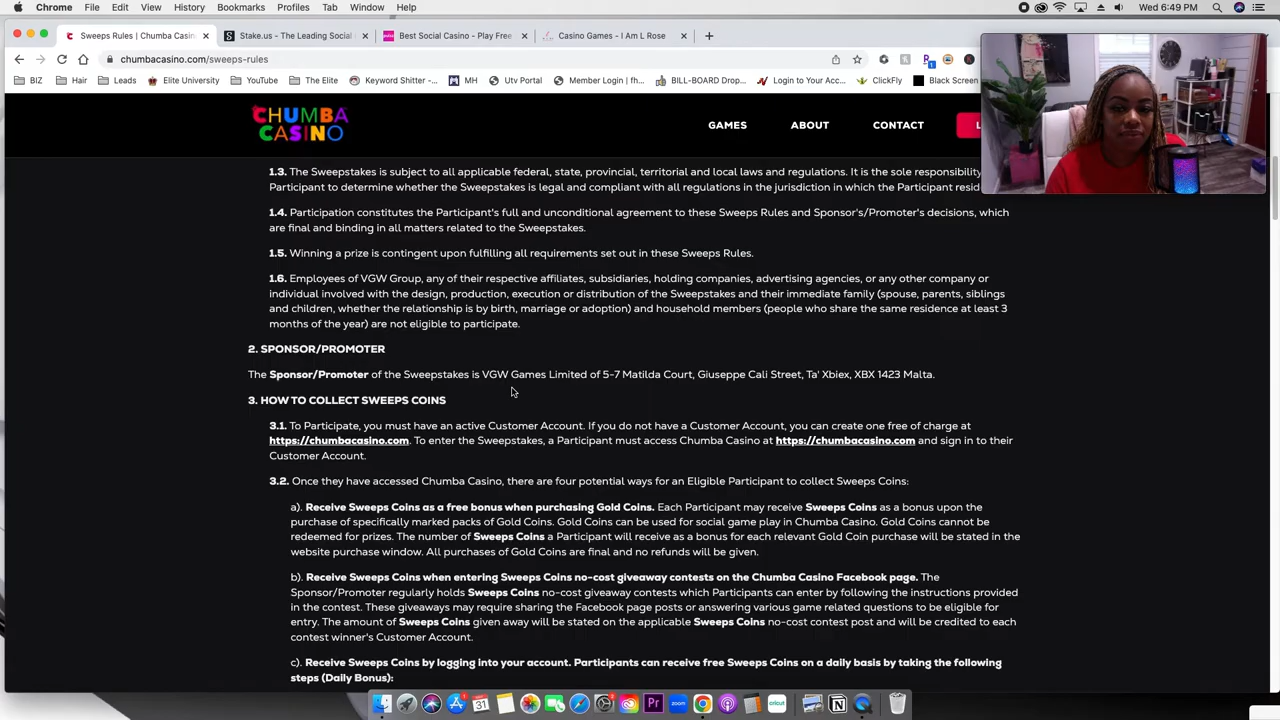 Chrome File Edit View History Bookmarks Profiles Tab Window Help Wed 6:49 PM
Sweeps Rules | Chumba Casin Stake.us - The Leading Social Best Social Casino - Play Free Casino Games - I Am L Rose
chumbacasino.com/sweeps-rules
BIZ Hair Leads Elite University YouTube The Elite Keyword Shitter -... MH Utv Portal Member Login | fh... BILL-BOARD Drop... Login to Your Acc... ClickFly Black Screen
CHUMBA
CASINO
GAMES ABOUT CONTACT L
1.3. The Sweepstakes is subject to all applicable federal, state, provincial, territorial and local laws and regulations. It is the sole responsibility
Participant to determine whether the Sweepstakes is legal and compliant with all regulations in the jurisdiction in which the Participant resid
1.4. Participation constitutes the Participant's full and unconditional agreement to these Sweeps Rules and Sponsor's/Promoter's decisions, which
are final and binding in all matters related to the Sweepstakes.
1.5. Winning a prize is contingent upon fulfilling all requirements set out in these Sweeps Rules.
1.6. Employees of VGW Group, any of their respective affiliates, subsidiaries, holding companies, advertising agencies, or any other company or
individual involved with the design, production, execution or distribution of the Sweepstakes and their immediate family (spouse, parents, siblings
and children, whether the relationship is by birth, marriage or adoption) and household members (people who share the same residence at least 3
months of the year) are not eligible to participate.
2. SPONSOR/PROMOTER
The Sponsor/Promoter of the Sweepstakes is VGW Games Limited of 5-7 Matilda Court, Giuseppe Cali Street, Ta' Xbiex, XBX 1423 Malta.
3. HOW TO COLLECT SWEEPS COINS
3.1. To Participate, you must have an active Customer Account. If you do not have a Customer Account, you can create one free of charge at
https://chumbacasino.com. To enter the Sweepstakes, a Participant must access Chumba Casino at https://chumbacasino.com and sign in to their
Customer Account.
3.2. Once they have accessed Chumba Casino, there are four potential ways for an Eligible Participant to collect Sweeps Coins:
a). Receive Sweeps Coins as a free bonus when purchasing Gold Coins. Each Participant may receive Sweeps Coins as a bonus upon the
purchase of specifically marked packs of Gold Coins. Gold Coins can be used for social game play in Chumba Casino. Gold Coins cannot be
redeemed for prizes. The number of Sweeps Coins a Participant will receive as a bonus for each relevant Gold Coin purchase will be stated in the
website purchase window. All purchases of Gold Coins are final and no refunds will be given.
b). Receive Sweeps Coins when entering Sweeps Coins no-cost giveaway contests on the Chumba Casino Facebook page. The
Sponsor/Promoter regularly holds Sweeps Coins no-cost giveaway contests which Participants can enter by following the instructions provided
in the contest. These giveaways may require sharing the Facebook page posts or answering various game related questions to be eligible for
entry. The amount of Sweeps Coins given away will be stated on the applicable Sweeps Coins no-cost contest post and will be credited to each
contest winner's Customer Account.
c). Receive Sweeps Coins by logging into your account. Participants can receive free Sweeps Coins on a daily basis by taking the following
steps (Daily Bonus):
31 Pr zoom cricut